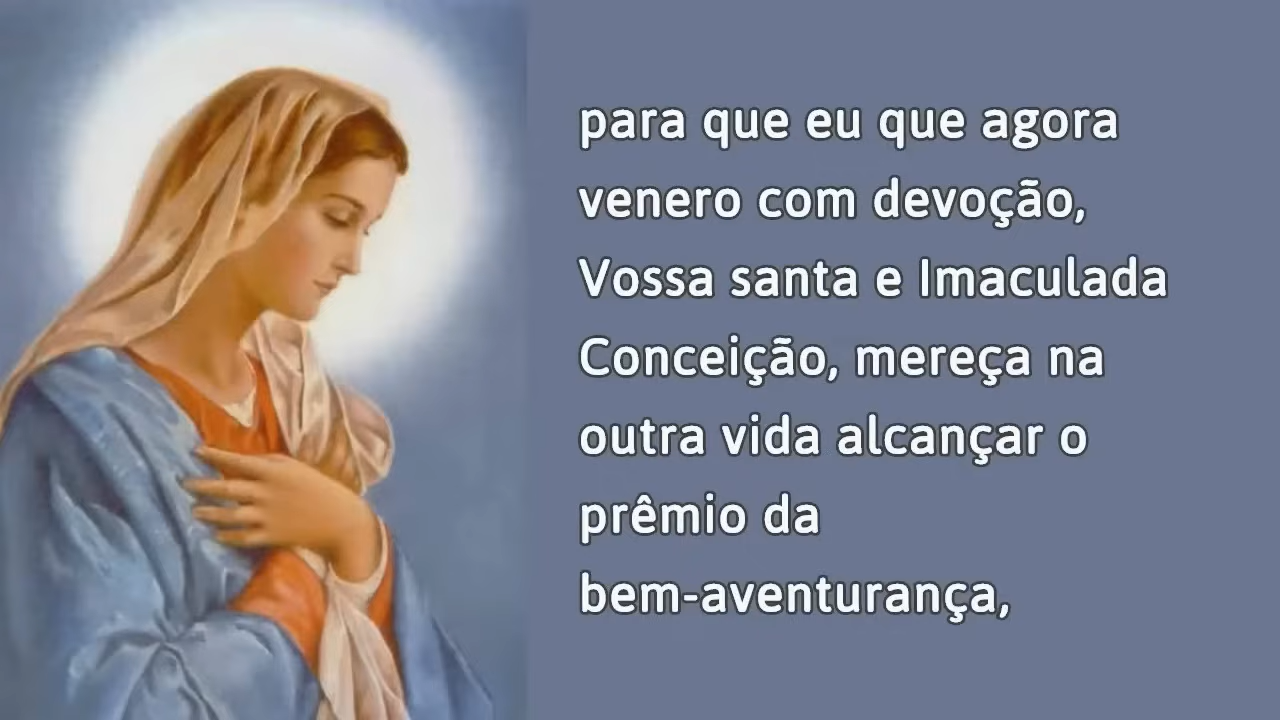 para que eu que agora
venero com devoção,
Vossa santa e Imaculada
Conceição, mereça na
outra vida alcançar o
prêmio da
bem-aventurança,